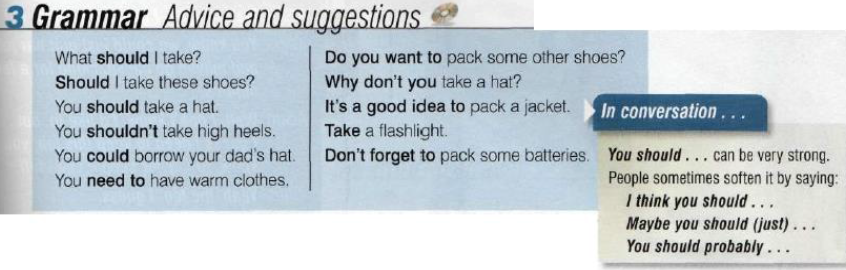 3 Grammar Advice and suggestions
What should I take?
Should I take these shoes?
You should take a hat.
You shouldn't take high heels.
You could borrow your dad's hat.
You need to have warm clothes.
Do you want to pack some other shoes?
Why don't you take a hat?
It's a good idea to pack a jacket.
Take a flashlight.
Don't forget to pack some batteries.
In conversation . . .
You should . . . can be very strong.
People sometimes soften it by saying:
I think you should . . .
Maybe you should (just) . . .
You should probably . . .